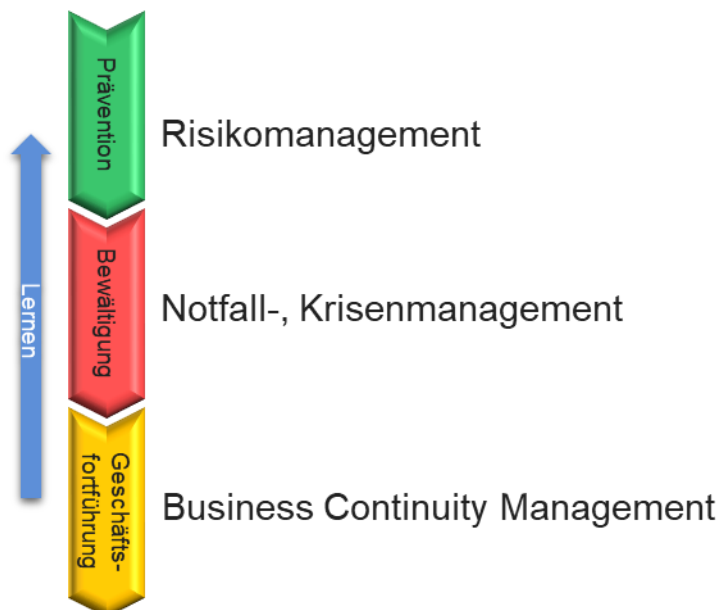 Prävention
Risikomanagement
Lernen
Bewältigung
Notfall-, Krisenmanagement
Geschäfts-
fortführung
Business Continuity Management